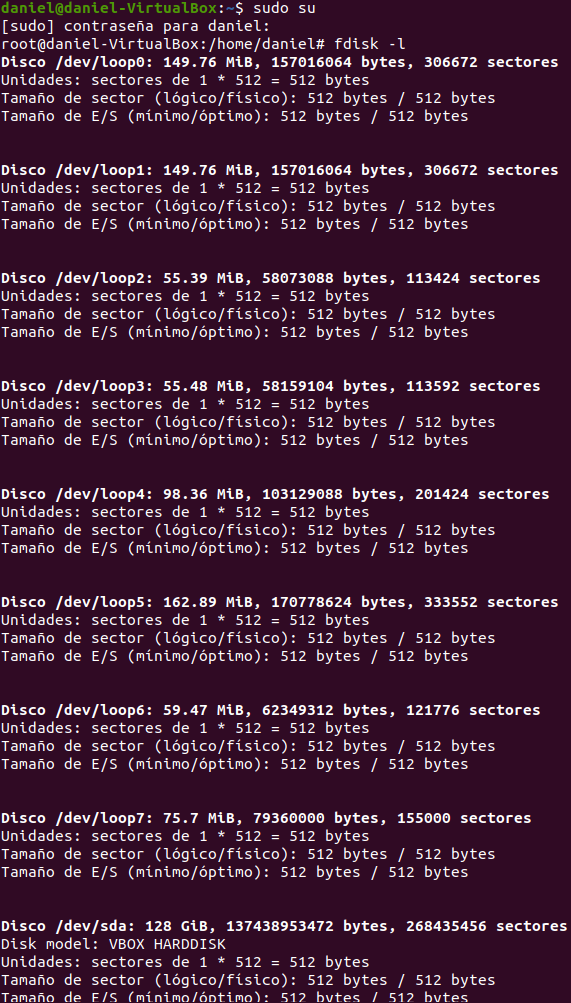 daniel@daniel-VirtualBox:~$ sudo su
[sudo] contraseña para daniel:
root@daniel-VirtualBox:/home/daniel# fdisk -l
Disco /dev/loop0: 149.76 MiB, 157016064 bytes, 306672 sectores
Unidades: sectores de 1 * 512 = 512 bytes
Tamaño de sector (lógico/físico): 512 bytes / 512 bytes
Tamaño de E/S (mínimo/óptimo): 512 bytes / 512 bytes
Disco /dev/loop1: 149.76 MiB, 157016064 bytes, 306672 sectores
Unidades: sectores de 1 * 512 = 512 bytes
Tamaño de sector (lógico/físico): 512 bytes / 512 bytes
Tamaño de E/S (mínimo/óptimo): 512 bytes / 512 bytes
Disco /dev/loop2: 55.39 MiB, 58073088 bytes, 113424 sectores
Unidades: sectores de 1 * 512 = 512 bytes
Tamaño de sector (lógico/físico): 512 bytes / 512 bytes
Tamaño de E/S (mínimo/óptimo): 512 bytes / 512 bytes
Disco /dev/loop3: 55.48 MiB, 58159104 bytes, 113592 sectores
Unidades: sectores de 1 * 512 = 512 bytes
Tamaño de sector (lógico/físico): 512 bytes / 512 bytes
Tamaño de E/S (mínimo/óptimo): 512 bytes / 512 bytes
Disco /dev/loop4: 98.36 MiB, 103129088 bytes, 201424 sectores
Unidades: sectores de 1 * 512 = 512 bytes
Tamaño de sector (lógico/físico): 512 bytes / 512 bytes
Tamaño de E/S (mínimo/óptimo): 512 bytes / 512 bytes
Disco /dev/loop5: 162.89 MiB, 170778624 bytes, 333552 sectores
Unidades: sectores de 1 * 512 = 512 bytes
Tamaño de sector (lógico/físico): 512 bytes / 512 bytes
Tamaño de E/S (mínimo/óptimo): 512 bytes / 512 bytes
Disco /dev/loop6: 59.47 MiB, 62349312 bytes, 121776 sectores
Unidades: sectores de 1 * 512 = 512 bytes
Tamaño de sector (lógico/físico): 512 bytes / 512 bytes
Tamaño de E/S (mínimo/óptimo): 512 bytes / 512 bytes
Disco /dev/loop7: 75.7 MiB, 79360000 bytes, 155000 sectores
Unidades: sectores de 1 * 512 = 512 bytes
Tamaño de sector (lógico/físico): 512 bytes / 512 bytes
Tamaño de E/S (mínimo/óptimo): 512 bytes / 512 bytes
Disco /dev/sda: 128 GiB, 137438953472 bytes, 268435456 sectores
Disk model: VBOX HARDDISK
Unidades: sectores de 1 * 512 = 512 bytes
Tamaño de sector (lógico/físico): 512 bytes / 512 bytes
Tamaño de E/S (mínimo/óptimo): 512 bytes / 512 bytes